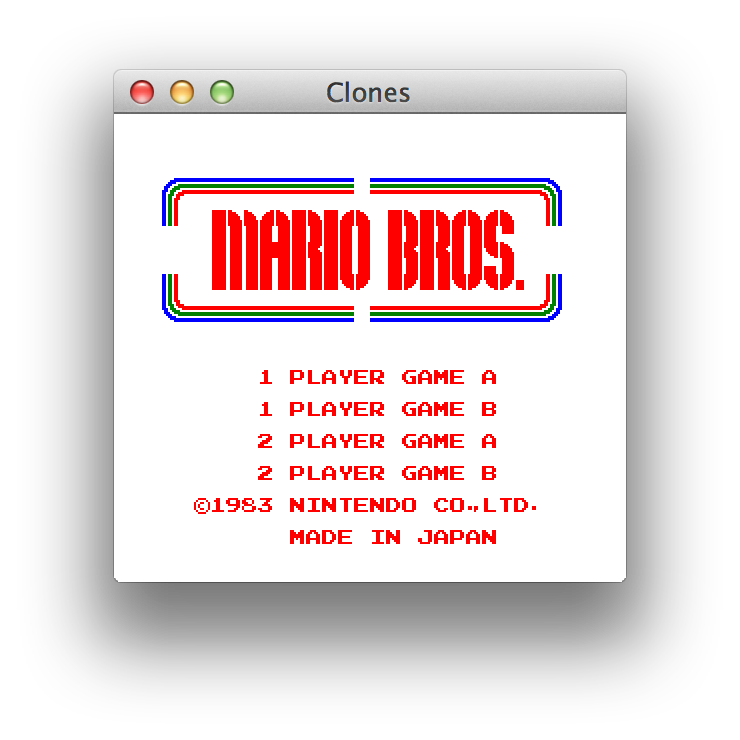 Clones
MARIO BROS.
1 PLAYER GAME A
1 PLAYER GAME B
2 PLAYER GAME A
2 PLAYER GAME B
©1983 NINTENDO CO.,LTD.
MADE IN JAPAN